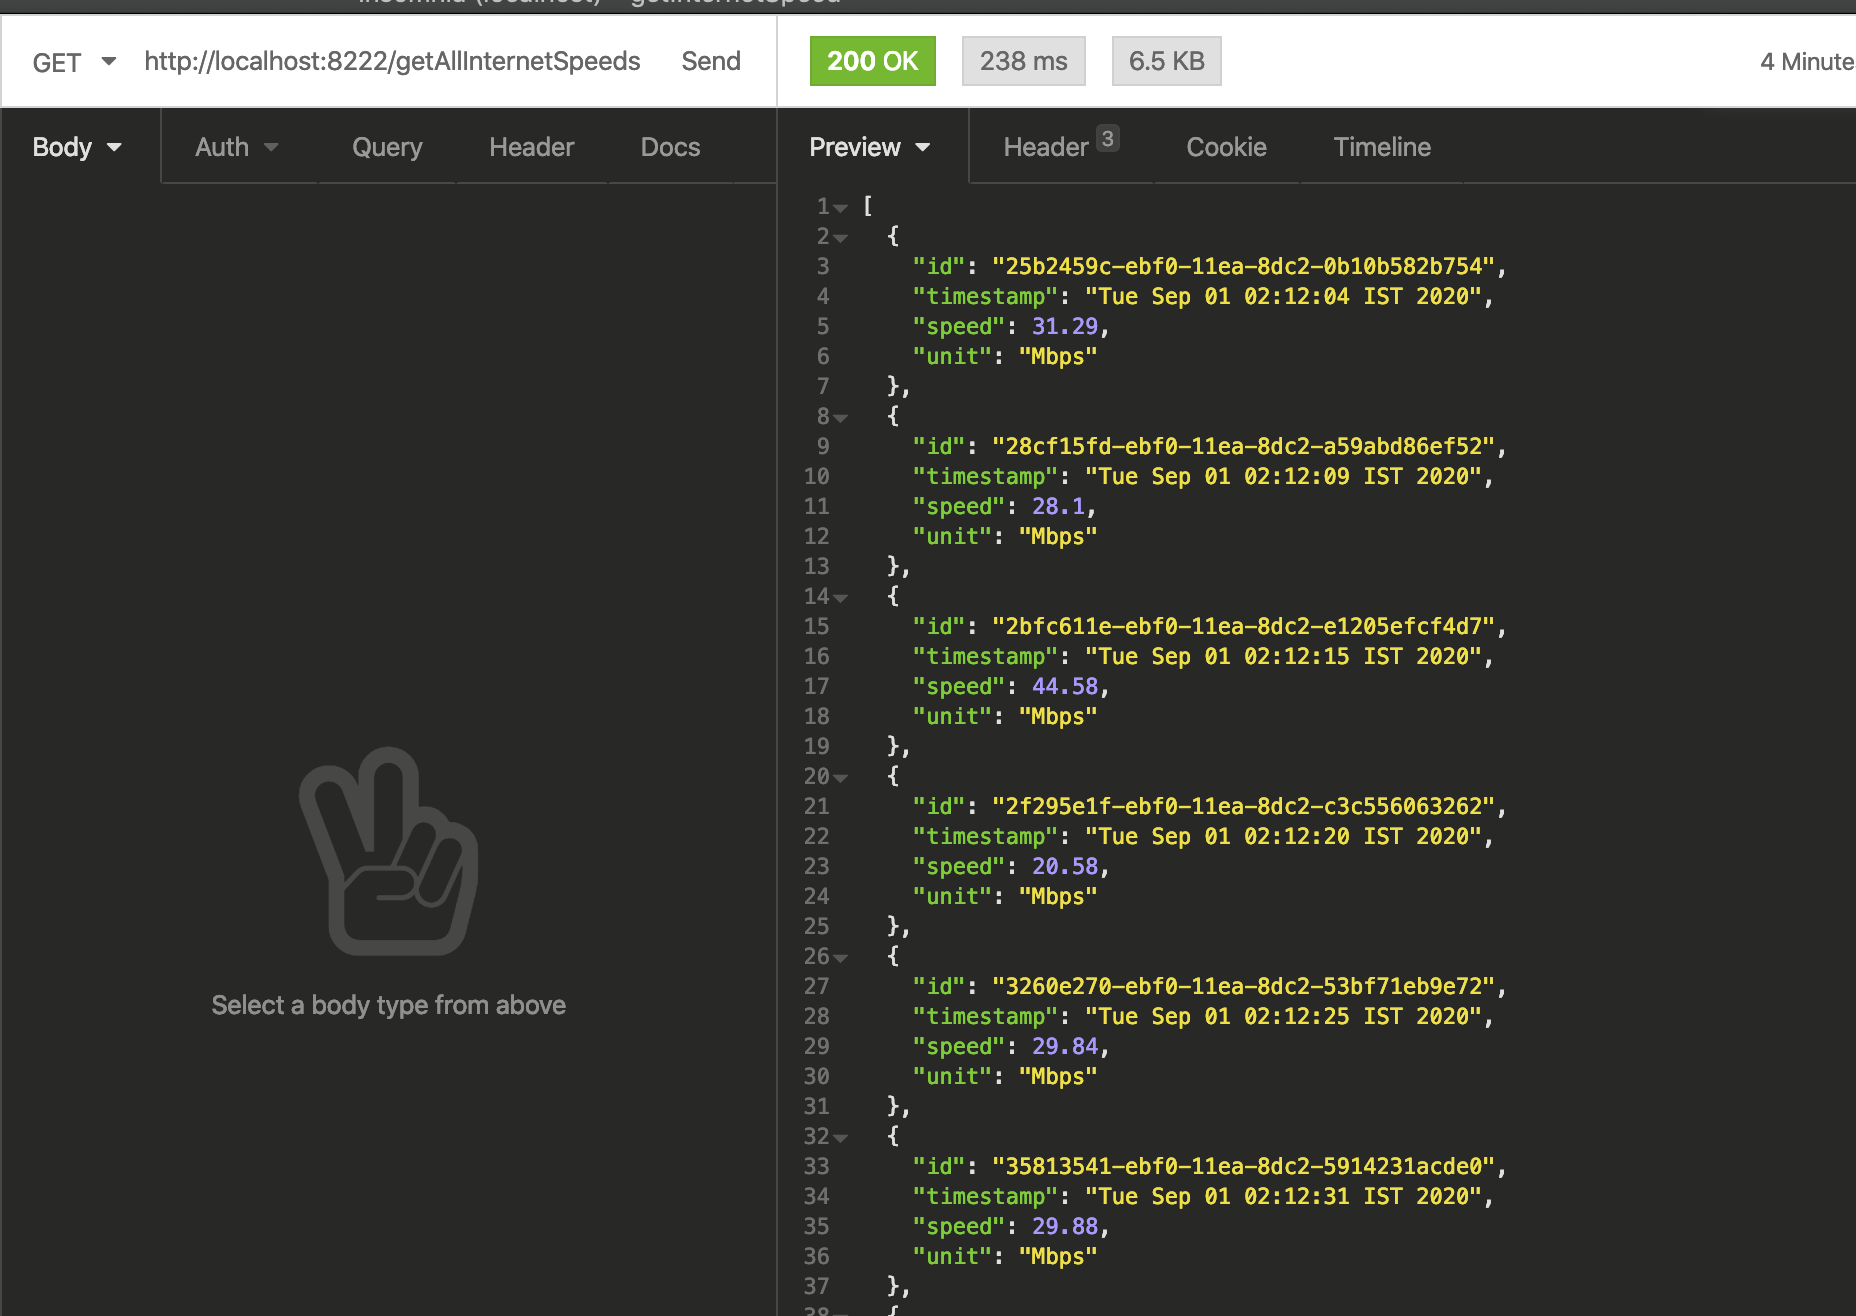 Insomnia (localhost) – getInternetSpeed
GET http://localhost:8222/getAllInternetSpeeds Send 200 OK 238 ms 6.5 KB 4 Minute
Body Auth Query Header Docs
Preview Header 3 Cookie Timeline
1 [
2 {
3 "id": "25b2459c-ebf0-11ea-8dc2-0b10b582b754",
4 "timestamp": "Tue Sep 01 02:12:04 IST 2020",
5 "speed": 31.29,
6 "unit": "Mbps"
7 },
8 {
9 "id": "28cf15fd-ebf0-11ea-8dc2-a59abd86ef52",
10 "timestamp": "Tue Sep 01 02:12:09 IST 2020",
11 "speed": 28.1,
12 "unit": "Mbps"
13 },
14 {
15 "id": "2bfc611e-ebf0-11ea-8dc2-e1205efcf4d7",
16 "timestamp": "Tue Sep 01 02:12:15 IST 2020",
17 "speed": 44.58,
18 "unit": "Mbps"
19 },
20 {
21 "id": "2f295e1f-ebf0-11ea-8dc2-c3c556063262",
22 "timestamp": "Tue Sep 01 02:12:20 IST 2020",
23 "speed": 20.58,
24 "unit": "Mbps"
25 },
26 {
27 "id": "3260e270-ebf0-11ea-8dc2-53bf71eb9e72",
28 "timestamp": "Tue Sep 01 02:12:25 IST 2020",
29 "speed": 29.84,
30 "unit": "Mbps"
31 },
32 {
33 "id": "35813541-ebf0-11ea-8dc2-5914231acde0",
34 "timestamp": "Tue Sep 01 02:12:31 IST 2020",
35 "speed": 29.88,
36 "unit": "Mbps"
37 },
38 {
Select a body type from above